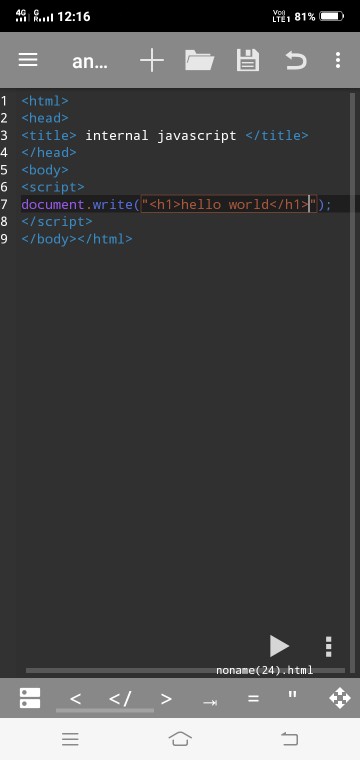 4G G R 12:16 Vo) LTE1 81%
an...
1 <html>
2 <head>
3 <title> internal javascript </title>
4 </head>
5 <body>
6 <script>
7 document.write("<h1>hello world</h1>");
8 </script>
9 </body></html>
noname(24).html
< </ > = "